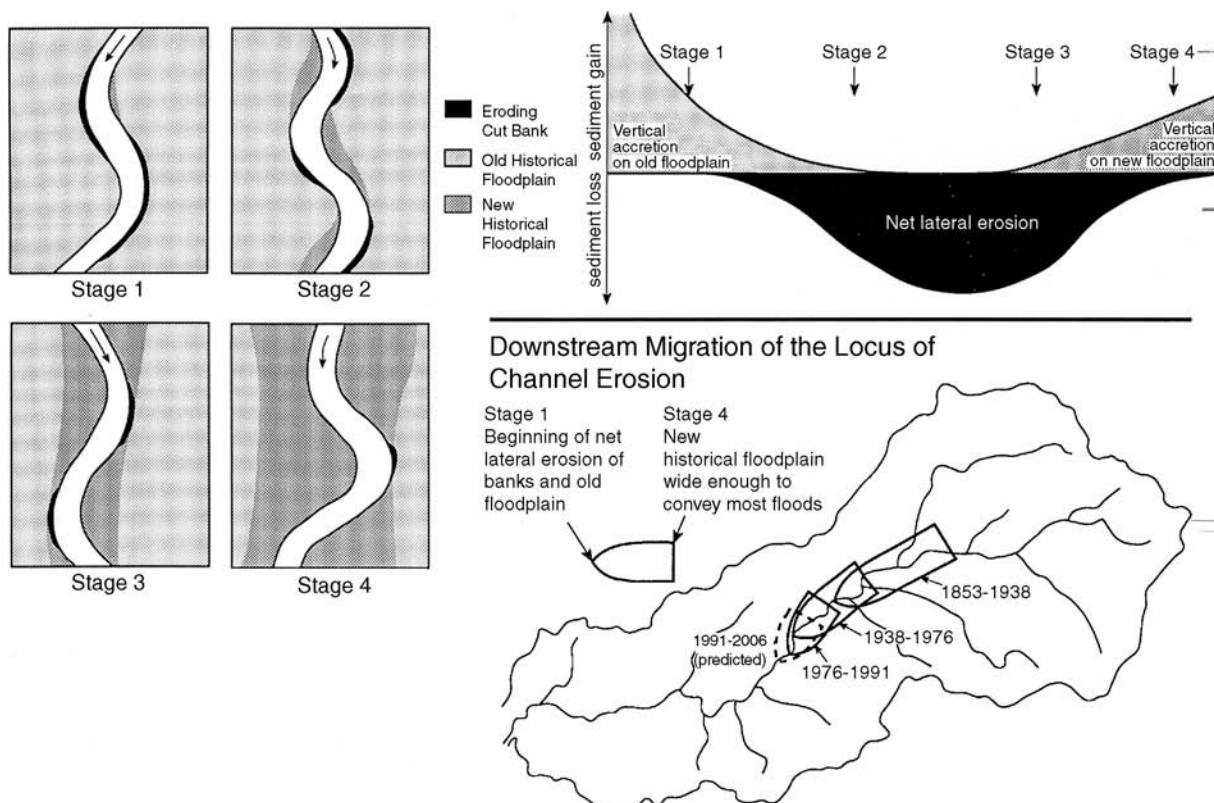 Stage 1
Stage 2
Stage 3
Stage 4
Eroding
Cut Bank
Old Historical
Floodplain
New
Historical
Floodplain
sediment gain
sediment loss
Stage 1
Stage 2
Stage 3
Stage 4
Vertical
accretion
on old floodplain
Vertical
accretion
on new floodplain
Net lateral erosion
Downstream Migration of the Locus of
Channel Erosion
Stage 1
Beginning of net
lateral erosion of
banks and old
floodplain
Stage 4
New
historical floodplain
wide enough to
convey most floods
1853-1938
1938-1976
1976-1991
1991-2006
(predicted)